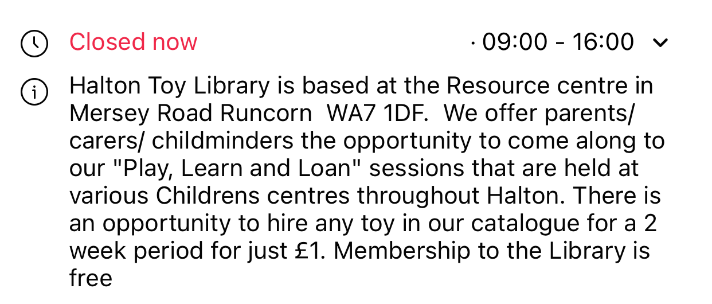 Closed now · 09:00 - 16:00
Halton Toy Library is based at the Resource centre in
Mersey Road Runcorn  WA7 1DF.  We offer parents/
carers/ childminders the opportunity to come along to
our "Play, Learn and Loan" sessions that are held at
various Childrens centres throughout Halton. There is
an opportunity to hire any toy in our catalogue for a 2
week period for just £1. Membership to the Library is
free